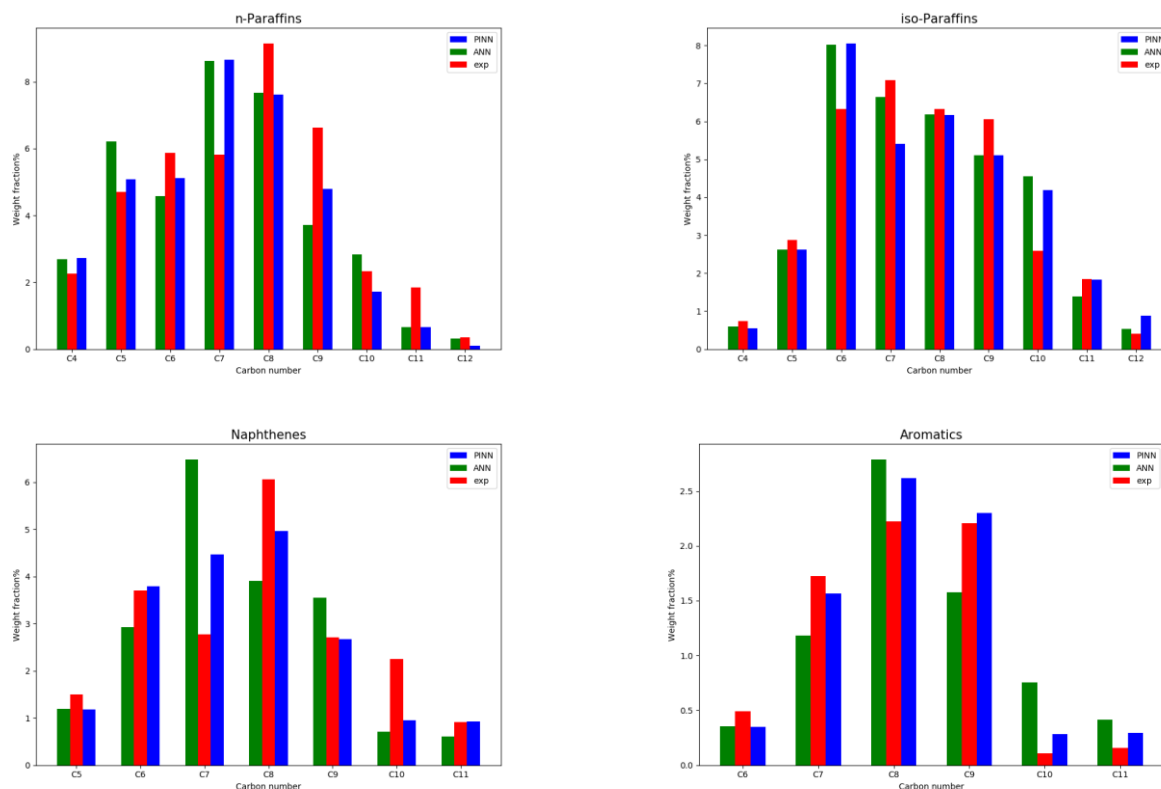 n-Paraffins
PINN
ANN
exp
Weight fraction%
8
6
4
2
0
C4 C5 C6 C7 C8 C9 C10 C11 C12
Carbon number
iso-Paraffins
PINN
ANN
exp
Weight fraction%
8
7
6
5
4
3
2
1
0
C4 C5 C6 C7 C8 C9 C10 C11 C12
Carbon number
Naphthenes
PINN
ANN
exp
Weight fraction%
6
5
4
3
2
1
0
C5 C6 C7 C8 C9 C10 C11
Carbon number
Aromatics
PINN
ANN
exp
Weight fraction%
2.5
2.0
1.5
1.0
0.5
0.0
C6 C7 C8 C9 C10 C11
Carbon number